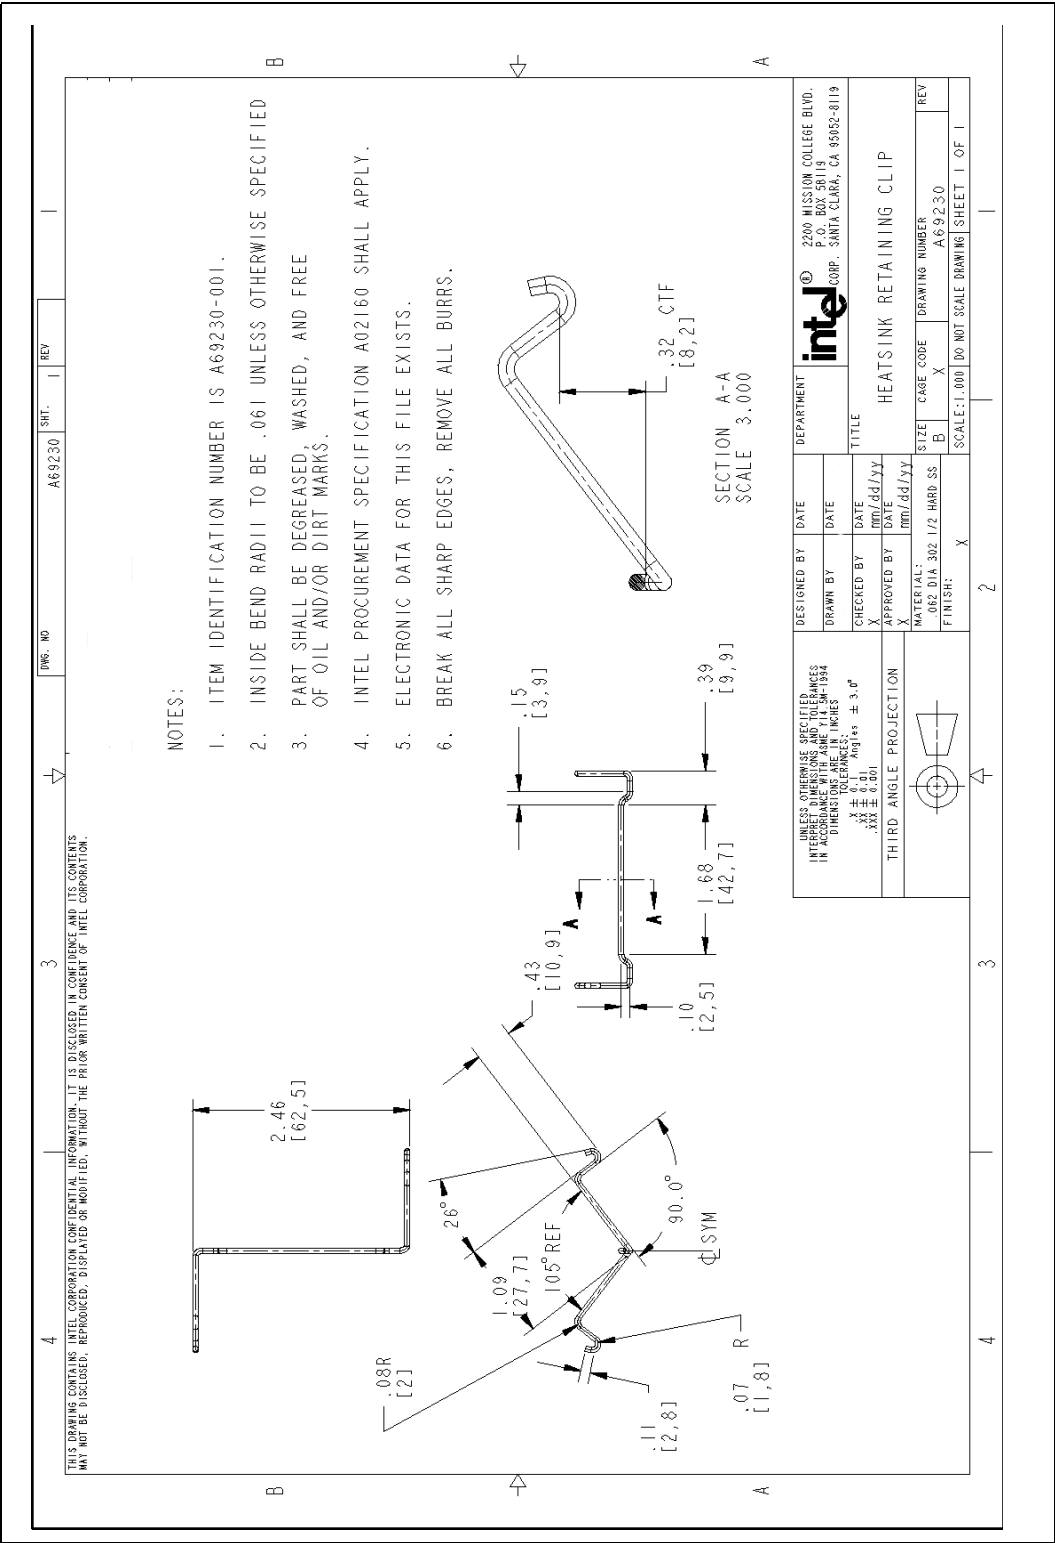 THIS DRAWING CONTAINS INTEL CORPORATION CONFIDENTIAL INFORMATION. IT IS DISCLOSED IN CONFIDENCE AND ITS CONTENTS
MAY NOT BE DISCLOSED, REPRODUCED, DISPLAYED OR MODIFIED, WITHOUT THE PRIOR WRITTEN CONSENT OF INTEL CORPORATION.
4
3
2
1
DWG. NO
A69230
SHT.
1
REV
B
B
A
A
NOTES:
1. ITEM IDENTIFICATION NUMBER IS A69230-001.
2. INSIDE BEND RADII TO BE .061 UNLESS OTHERWISE SPECIFIED
3. PART SHALL BE DEGREASED, WASHED, AND FREE
OF OIL AND/OR DIRT MARKS.
4. INTEL PROCUREMENT SPECIFICATION A02160 SHALL APPLY.
5. ELECTRONIC DATA FOR THIS FILE EXISTS.
6. BREAK ALL SHARP EDGES, REMOVE ALL BURRS.
2.46
[62,5]
26°
1.09
[27,7]
105° REF
90.0°
℄ SYM
.08R
[2]
.11
[2,8]
.07 R
[1,8]
.43
[10,9]
A
A
.15
[3,9]
.39
[9,9]
1.68
[42,7]
.10
[2,5]
.32 CTF
[8,2]
SECTION A-A
SCALE 3.000
UNLESS OTHERWISE SPECIFIED
INTERPRET DIMENSIONS AND TOLERANCES
IN ACCORDANCE WITH ASME Y14.5M-1994
DIMENSIONS ARE IN INCHES
TOLERANCES:
.X ± 0.1 Angles ± 3.0°
.XX ± 0.01
.XXX ± 0.001
THIRD ANGLE PROJECTION
DESIGNED BY
DATE
DRAWN BY
DATE
CHECKED BY
X
DATE
mm/dd/yy
APPROVED BY
X
DATE
mm/dd/yy
MATERIAL:
.062 DIA 302 1/2 HARD SS
FINISH:
X
DEPARTMENT
intel®
CORP.
2200 MISSION COLLEGE BLVD.
P.O. BOX 58119
SANTA CLARA, CA 95052-8119
TITLE
HEATSINK RETAINING CLIP
SIZE
B
CAGE CODE
X
DRAWING NUMBER
A69230
REV
SCALE:1.000
DO NOT SCALE DRAWING
SHEET 1 OF 1
4
3
2
1